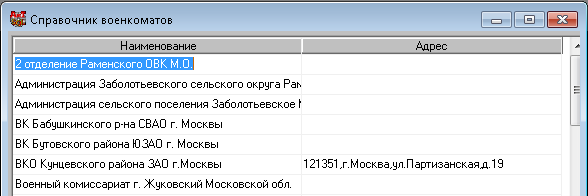 Справочник военкоматов
Наименование Адрес
2 отделение Раменского ОВК М.О.
Администрация Заболотьевского сельского округа Рам
Администрация сельского поселения Заболотьевское
ВК Бабушкинского р-на СВАО г. Москвы
ВК Бутовского района ЮЗАО г. Москвы
ВКО Кунцевского района ЗАО г.Москвы 121351,г.Москва,ул.Партизанская,д.19
Военный комиссариат г. Жуковский Московской обл.